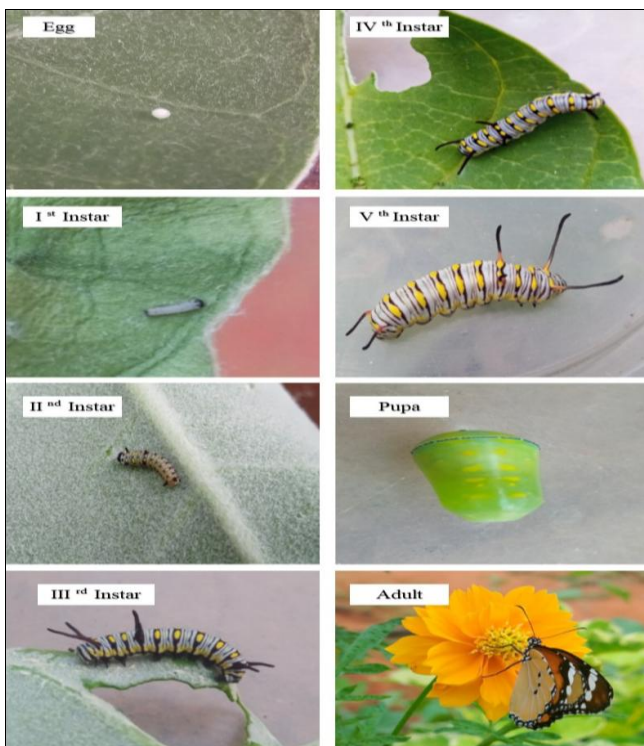 Egg
I st Instar
II nd Instar
III rd Instar
IV th Instar
V th Instar
Pupa
Adult